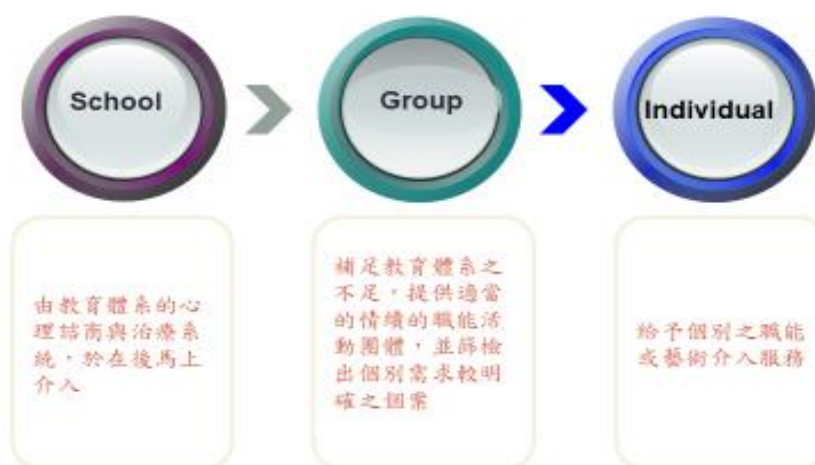 School
Group
Individual
由教育體系的心
理諮商與治療系
統,於在後馬上
介入
補足教育體系之
不足,提供適當
的情緒的職能活
動團體,並篩檢
出個別需求較明
確之個案
給予個別之職能
或藝術介入服務